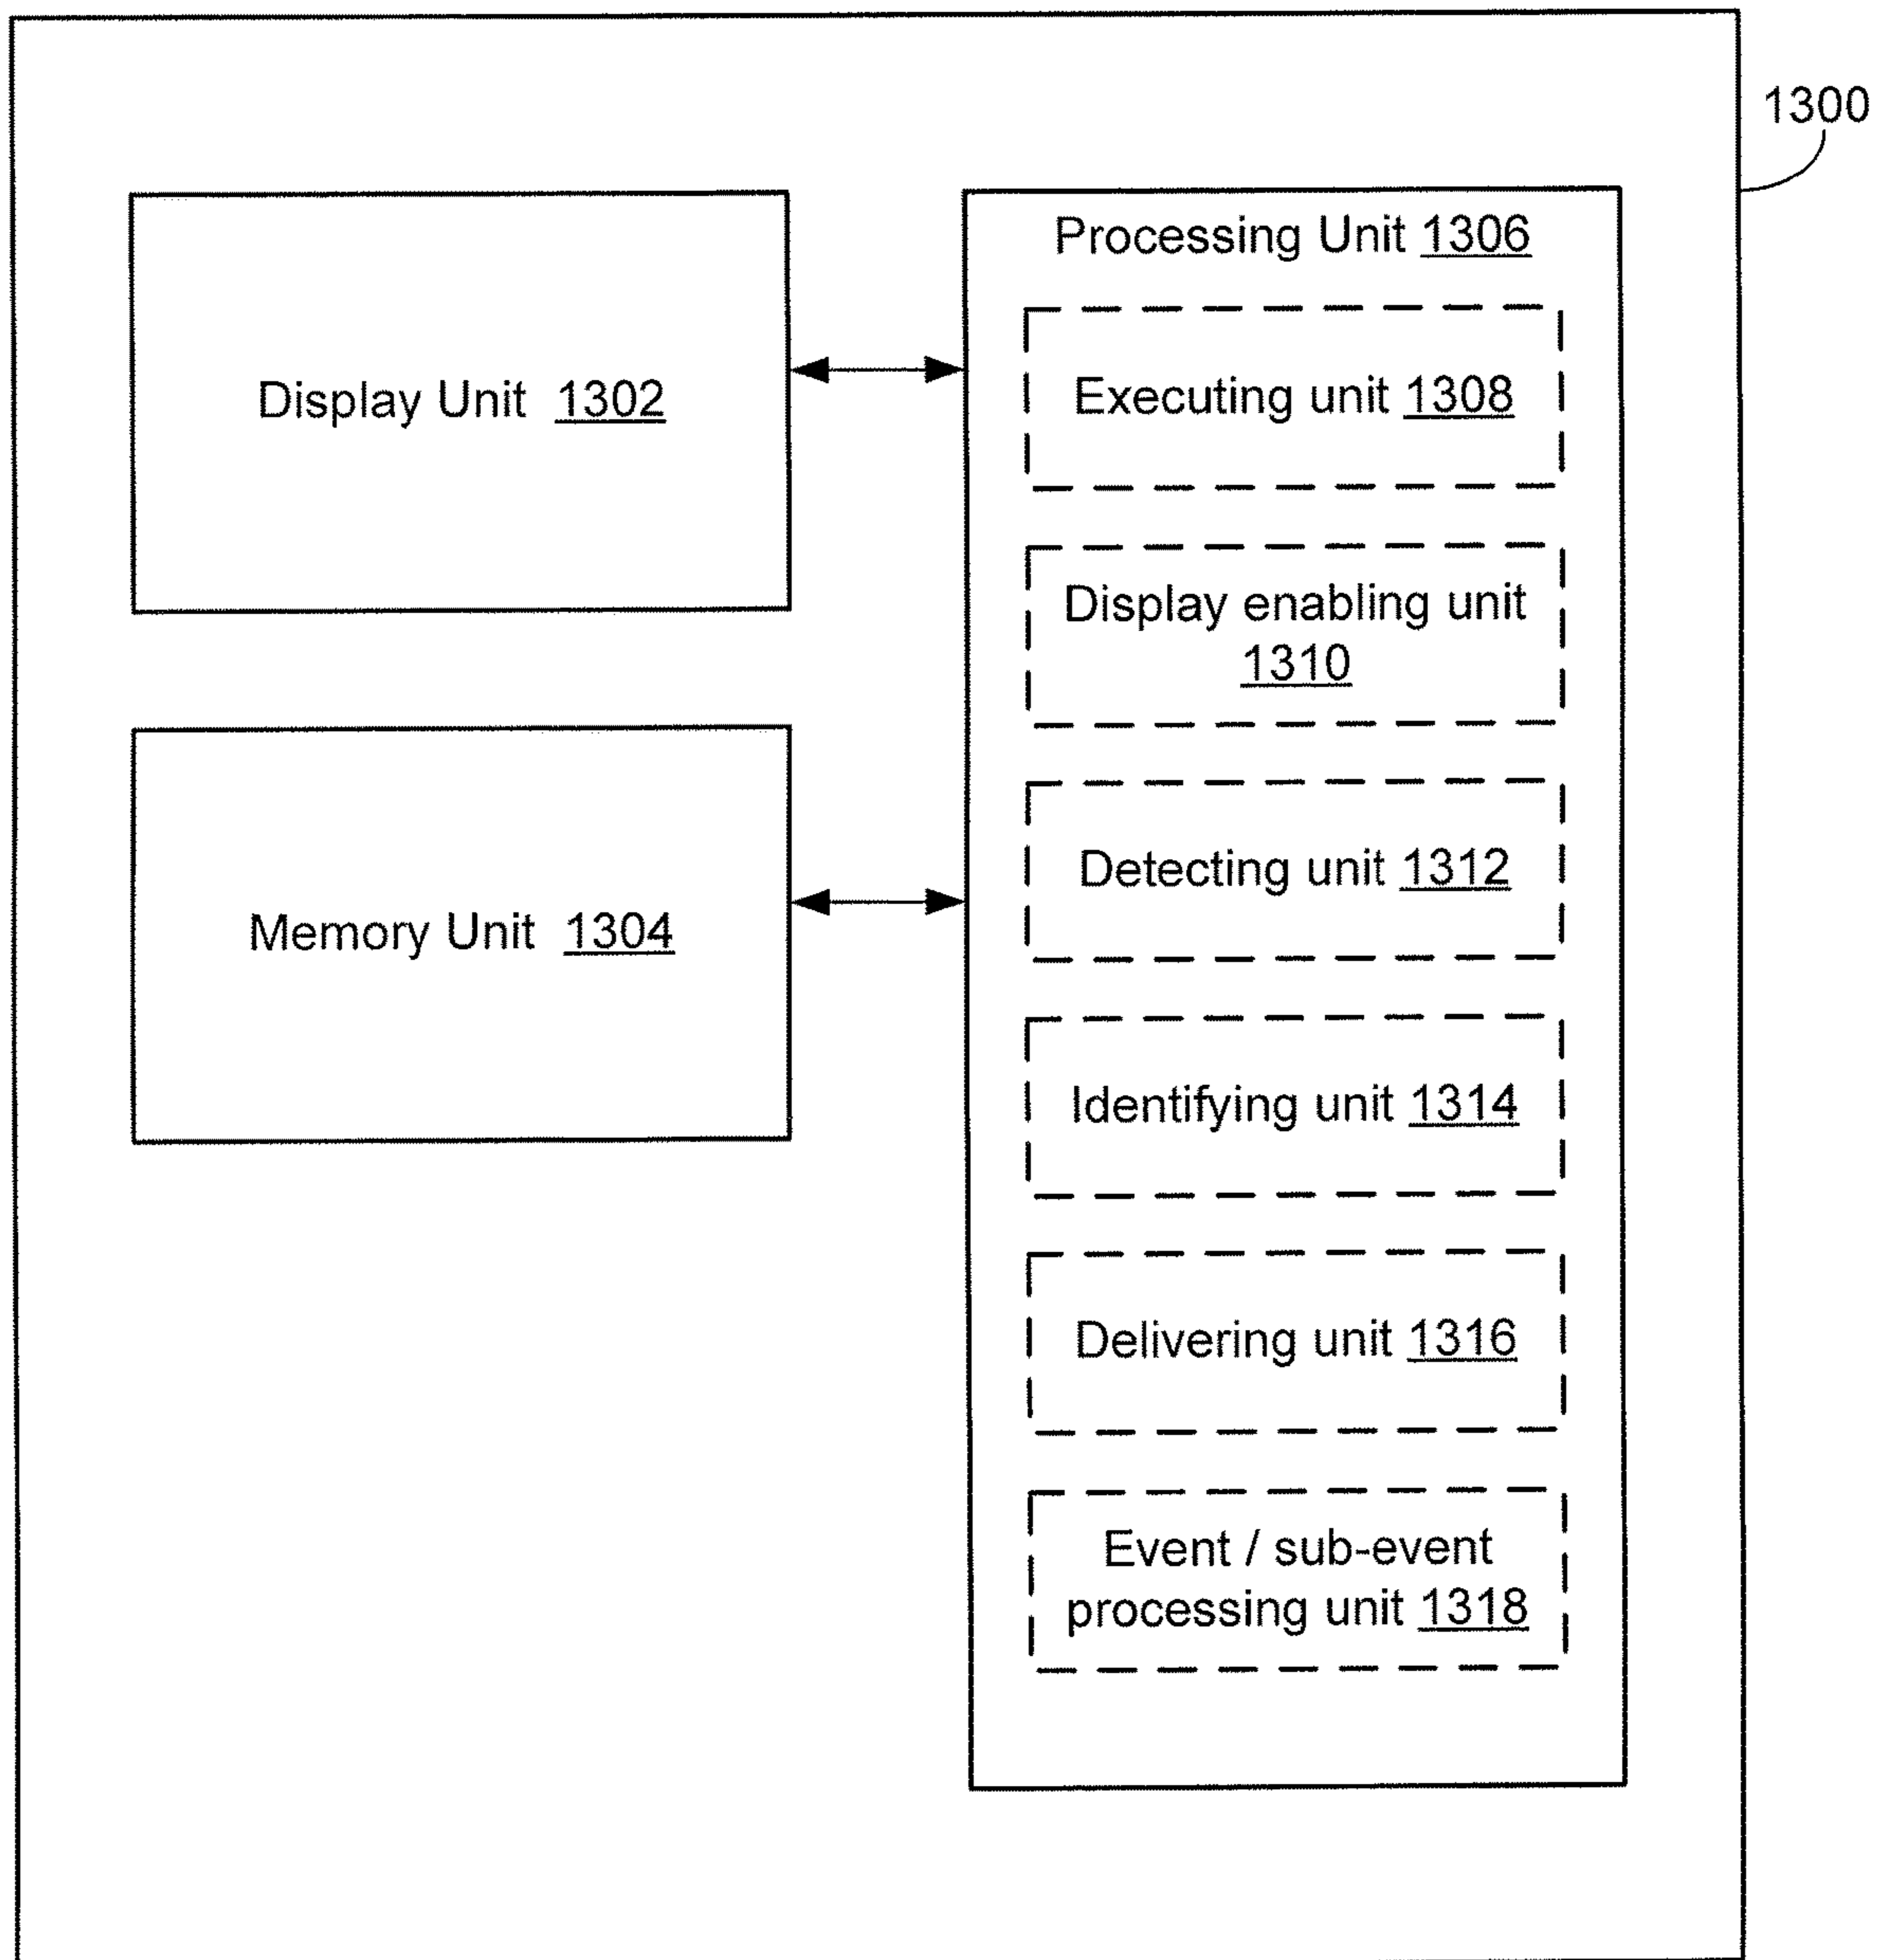 1300
Display Unit 1302
Memory Unit 1304
Processing Unit 1306
Executing unit 1308
Display enabling unit
1310
Detecting unit 1312
Identifying unit 1314
Delivering unit 1316
Event / sub-event
processing unit 1318